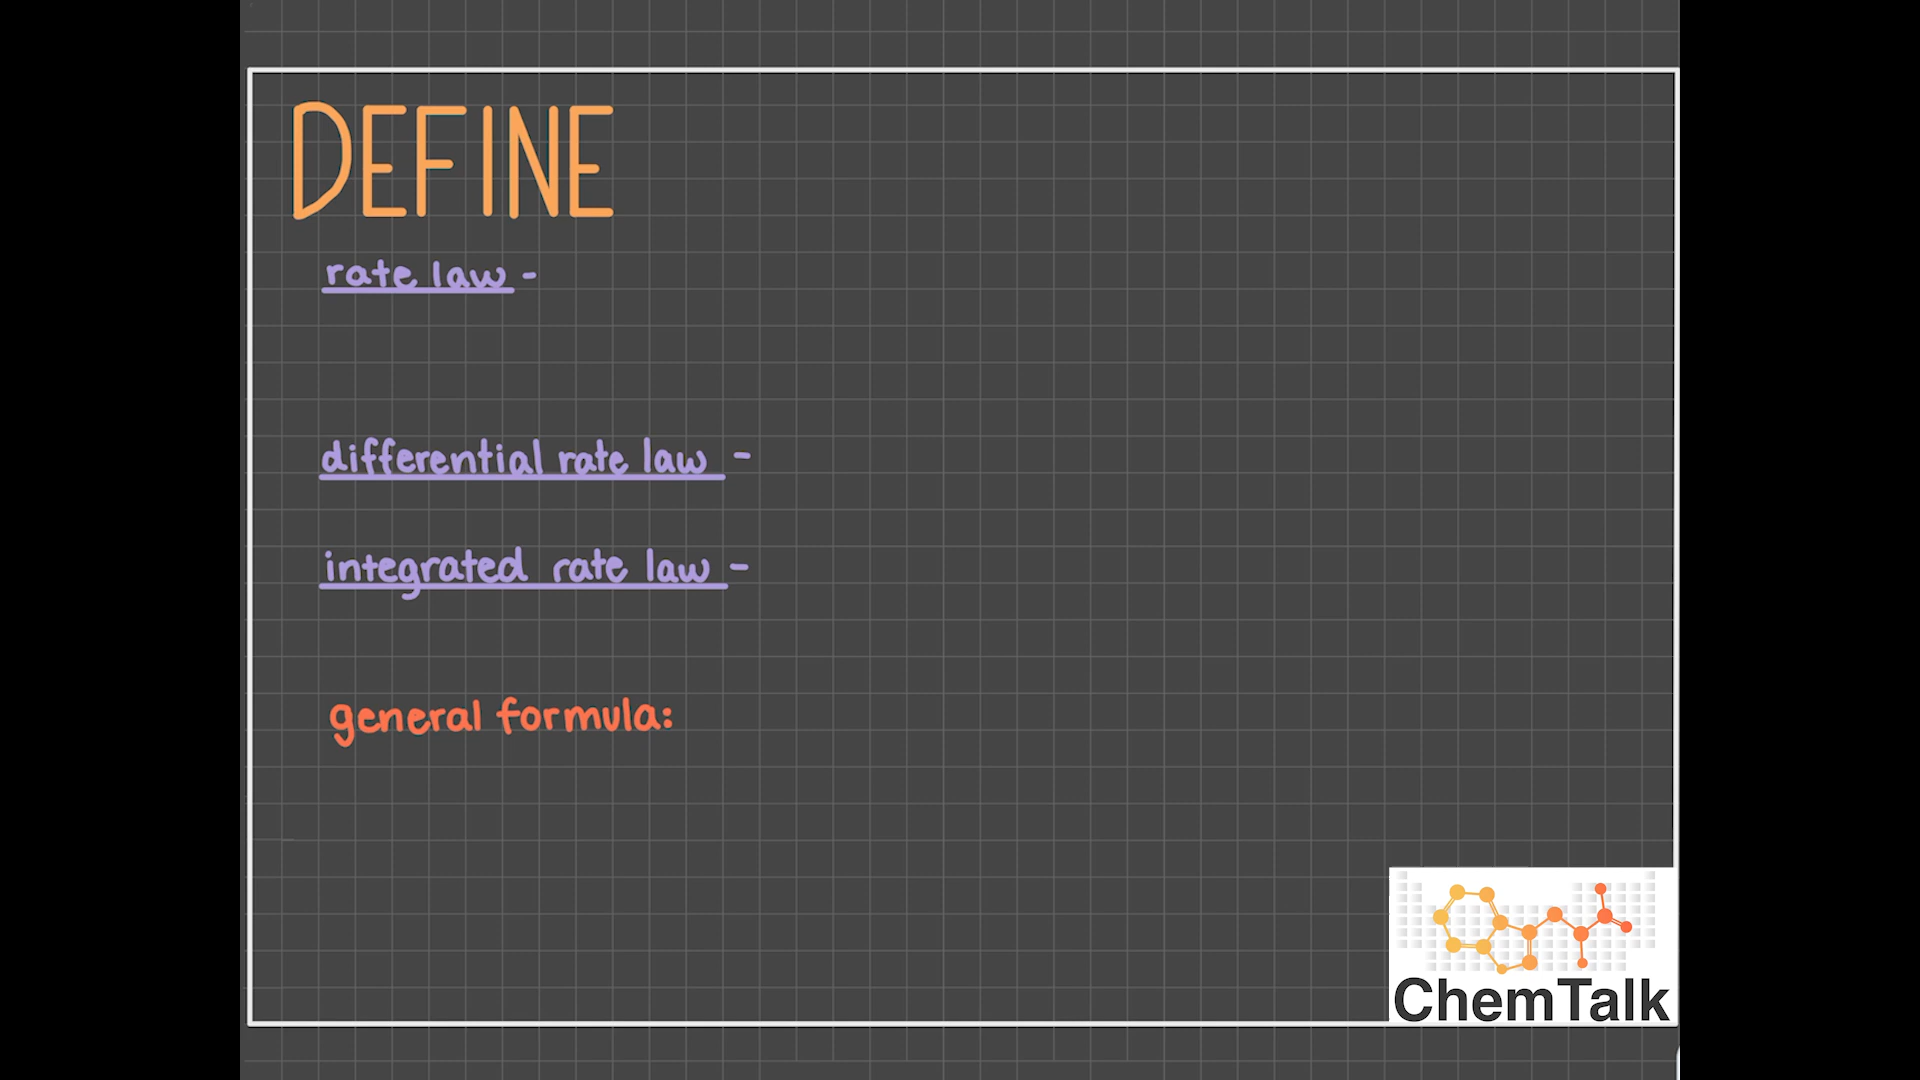 DEFINE
rate law -
differential rate law -
integrated rate law -
general formula:
ChemTalk